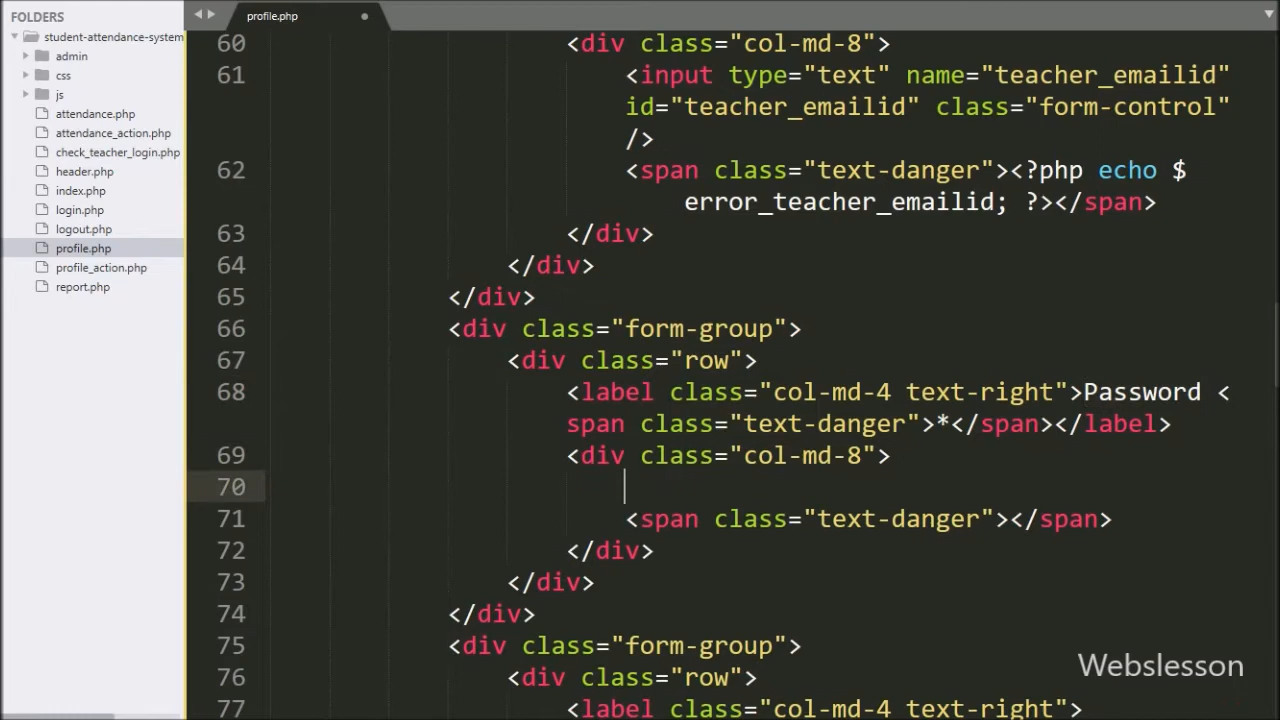 FOLDERS
student-attendance-system
admin
css
js
attendance.php
attendance_action.php
check_teacher_login.php
header.php
index.php
login.php
logout.php
profile.php
profile_action.php
report.php
profile.php
60 <div class="col-md-8">
61 <input type="text" name="teacher_emailid"
id="teacher_emailid" class="form-control"
/>
62 <span class="text-danger"><?php echo $
error_teacher_emailid; ?></span>
63 </div>
64 </div>
65 </div>
66 <div class="form-group">
67 <div class="row">
68 <label class="col-md-4 text-right">Password <
span class="text-danger">*</span></label>
69 <div class="col-md-8">
70
71 <span class="text-danger"></span>
72 </div>
73 </div>
74 </div>
75 <div class="form-group">
76 <div class="row">
77 <label class="col-md-4 text-right">
Webslesson